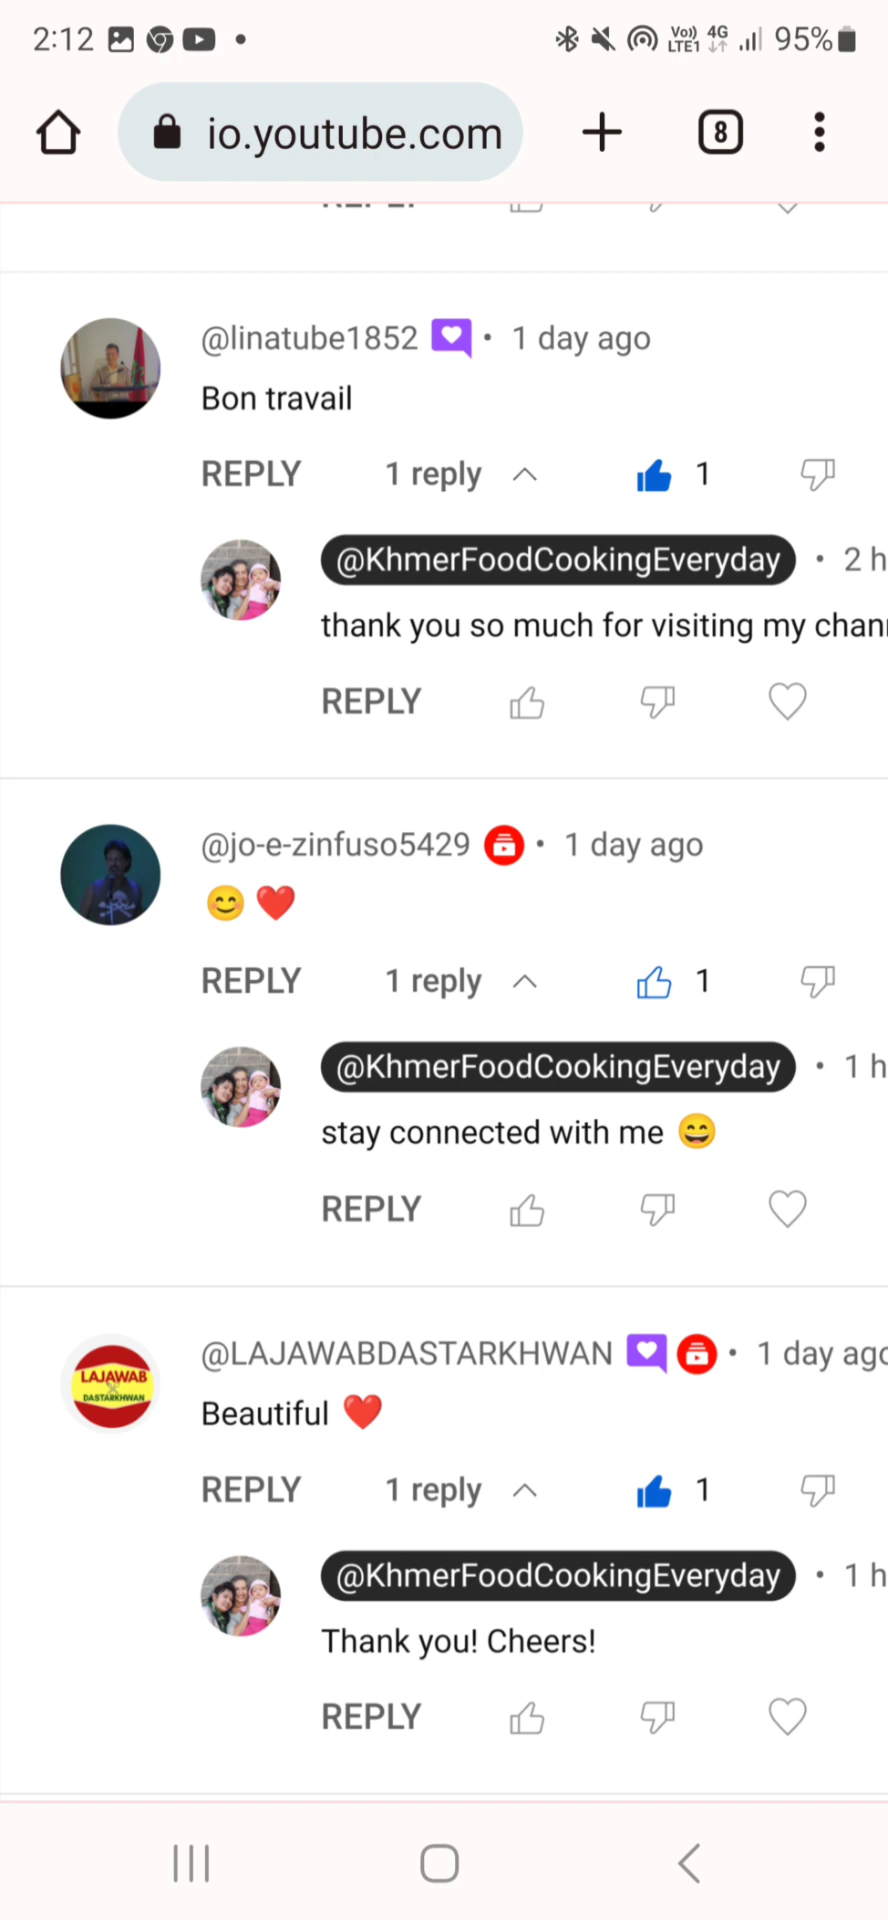 2:12 Vo)) LTE1 4G 95%
io.youtube.com 8
@linatube1852 • 1 day ago
Bon travail
REPLY 1 reply 1
@KhmerFoodCookingEveryday • 2 h
thank you so much for visiting my chan
REPLY
@jo-e-zinfuso5429 • 1 day ago
😊❤️
REPLY 1 reply 1
@KhmerFoodCookingEveryday • 1 h
stay connected with me 😄
REPLY
@LAJAWABDASTARKHWAN • 1 day ago
LAJAWAB
DASTARKHWAN
Beautiful ❤️
REPLY 1 reply 1
@KhmerFoodCookingEveryday • 1 h
Thank you! Cheers!
REPLY